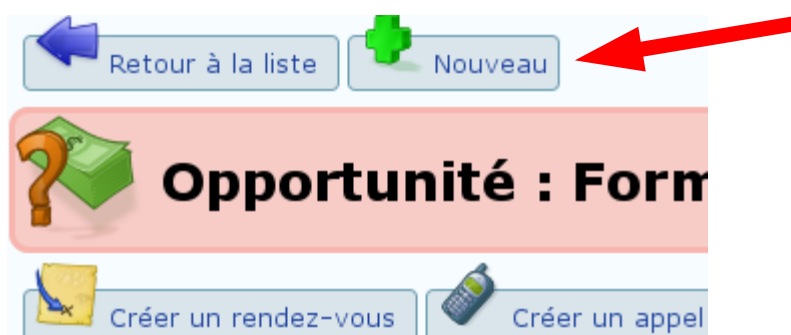 Retour à la liste Nouveau
Opportunité : Form
Créer un rendez-vous Créer un appel